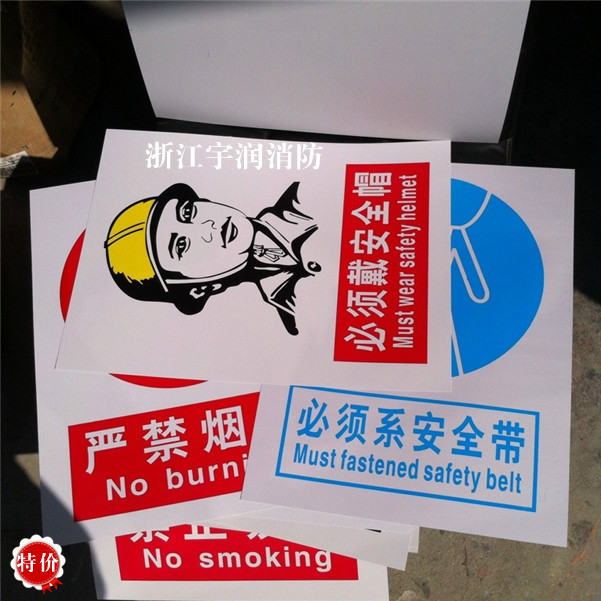 浙江宇润消防
必须戴安全帽
Must wear safety helmet
必须系安全带
Must fastened safety belt
严禁烟
No burni
No smoking
特价